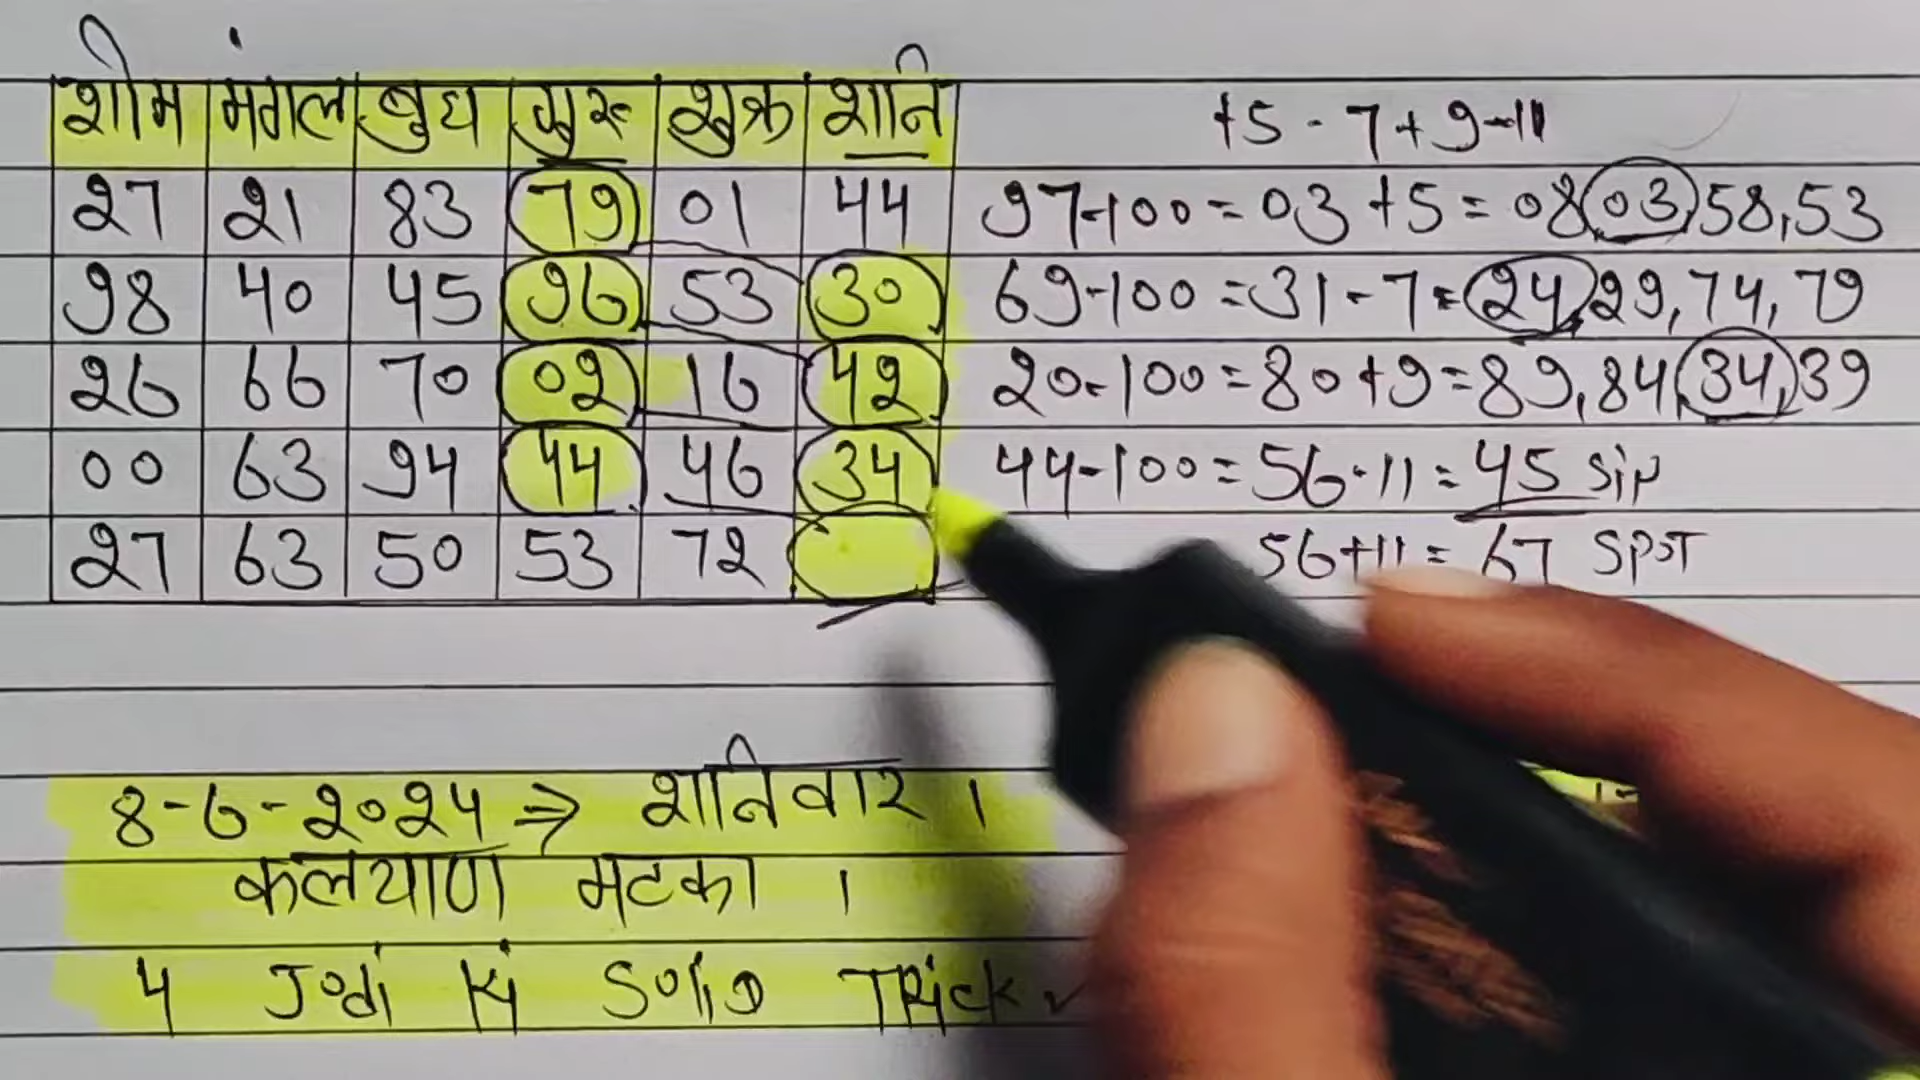 शोम मंगल बुध गुरू शुक्र शनि +5-7+9-11
27 21 83 79 01 44 97-100=03+5=08,03,58,53
98 40 45 96 53 30 69-100=31-7=24,29,74,79
26 66 70 02 16 42 20-100=80+9=89,84,34,39
00 63 94 44 46 34 44-100=56-11=45 Sip
27 63 50 53 72 56+11=67 SPST
8-6-2024⇒ शनिवार ।
कल्याण मटका ।
4 Jodi Ki Solid Trick ✓